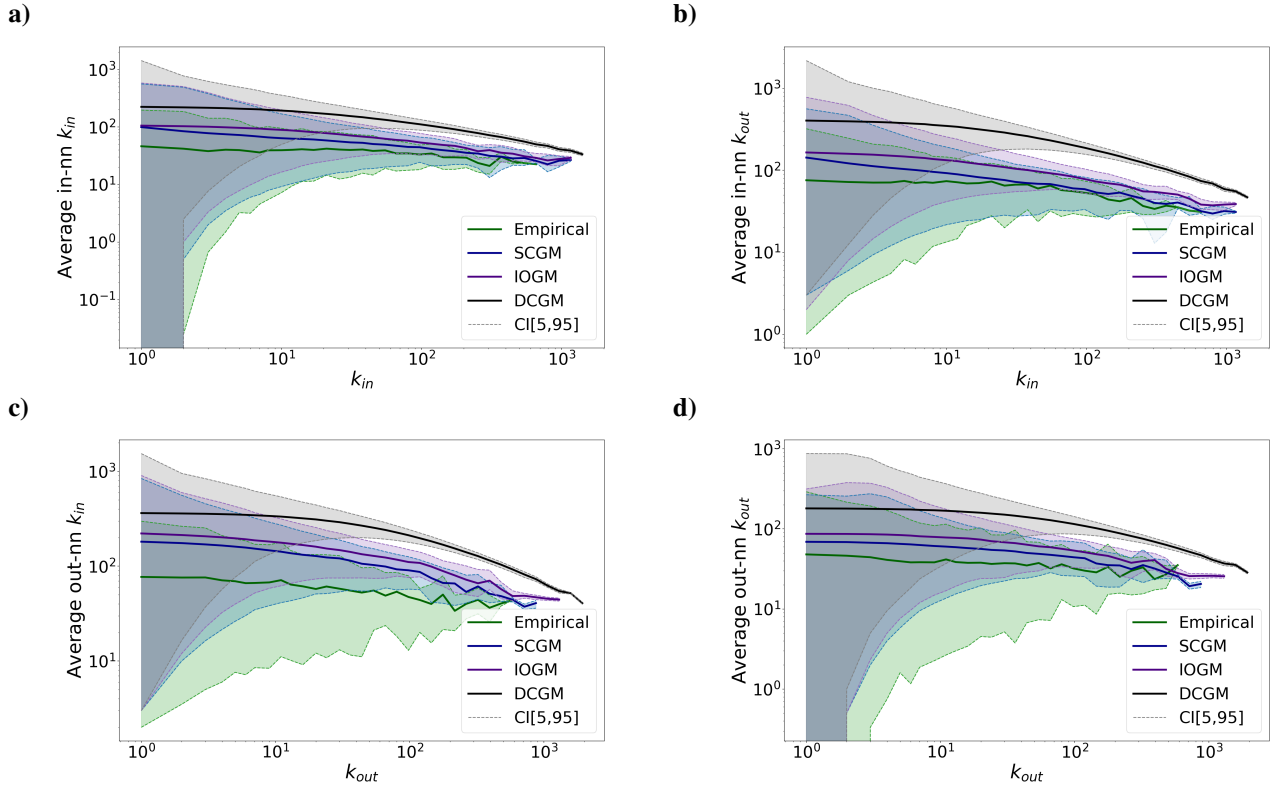 a)
10³
10²
10¹
10⁰
10⁻¹
Average in-nn k_in
10⁰ 10¹ 10² 10³
k_in
Empirical
SCGM
IOGM
DCGM
CI[5,95]
b)
10³
10²
10¹
10⁰
Average in-nn k_out
10⁰ 10¹ 10² 10³
k_in
Empirical
SCGM
IOGM
DCGM
CI[5,95]
c)
10³
10²
10¹
Average out-nn k_in
10⁰ 10¹ 10² 10³
k_out
Empirical
SCGM
IOGM
DCGM
CI[5,95]
d)
10³
10²
10¹
10⁰
Average out-nn k_out
10⁰ 10¹ 10² 10³
k_out
Empirical
SCGM
IOGM
DCGM
CI[5,95]